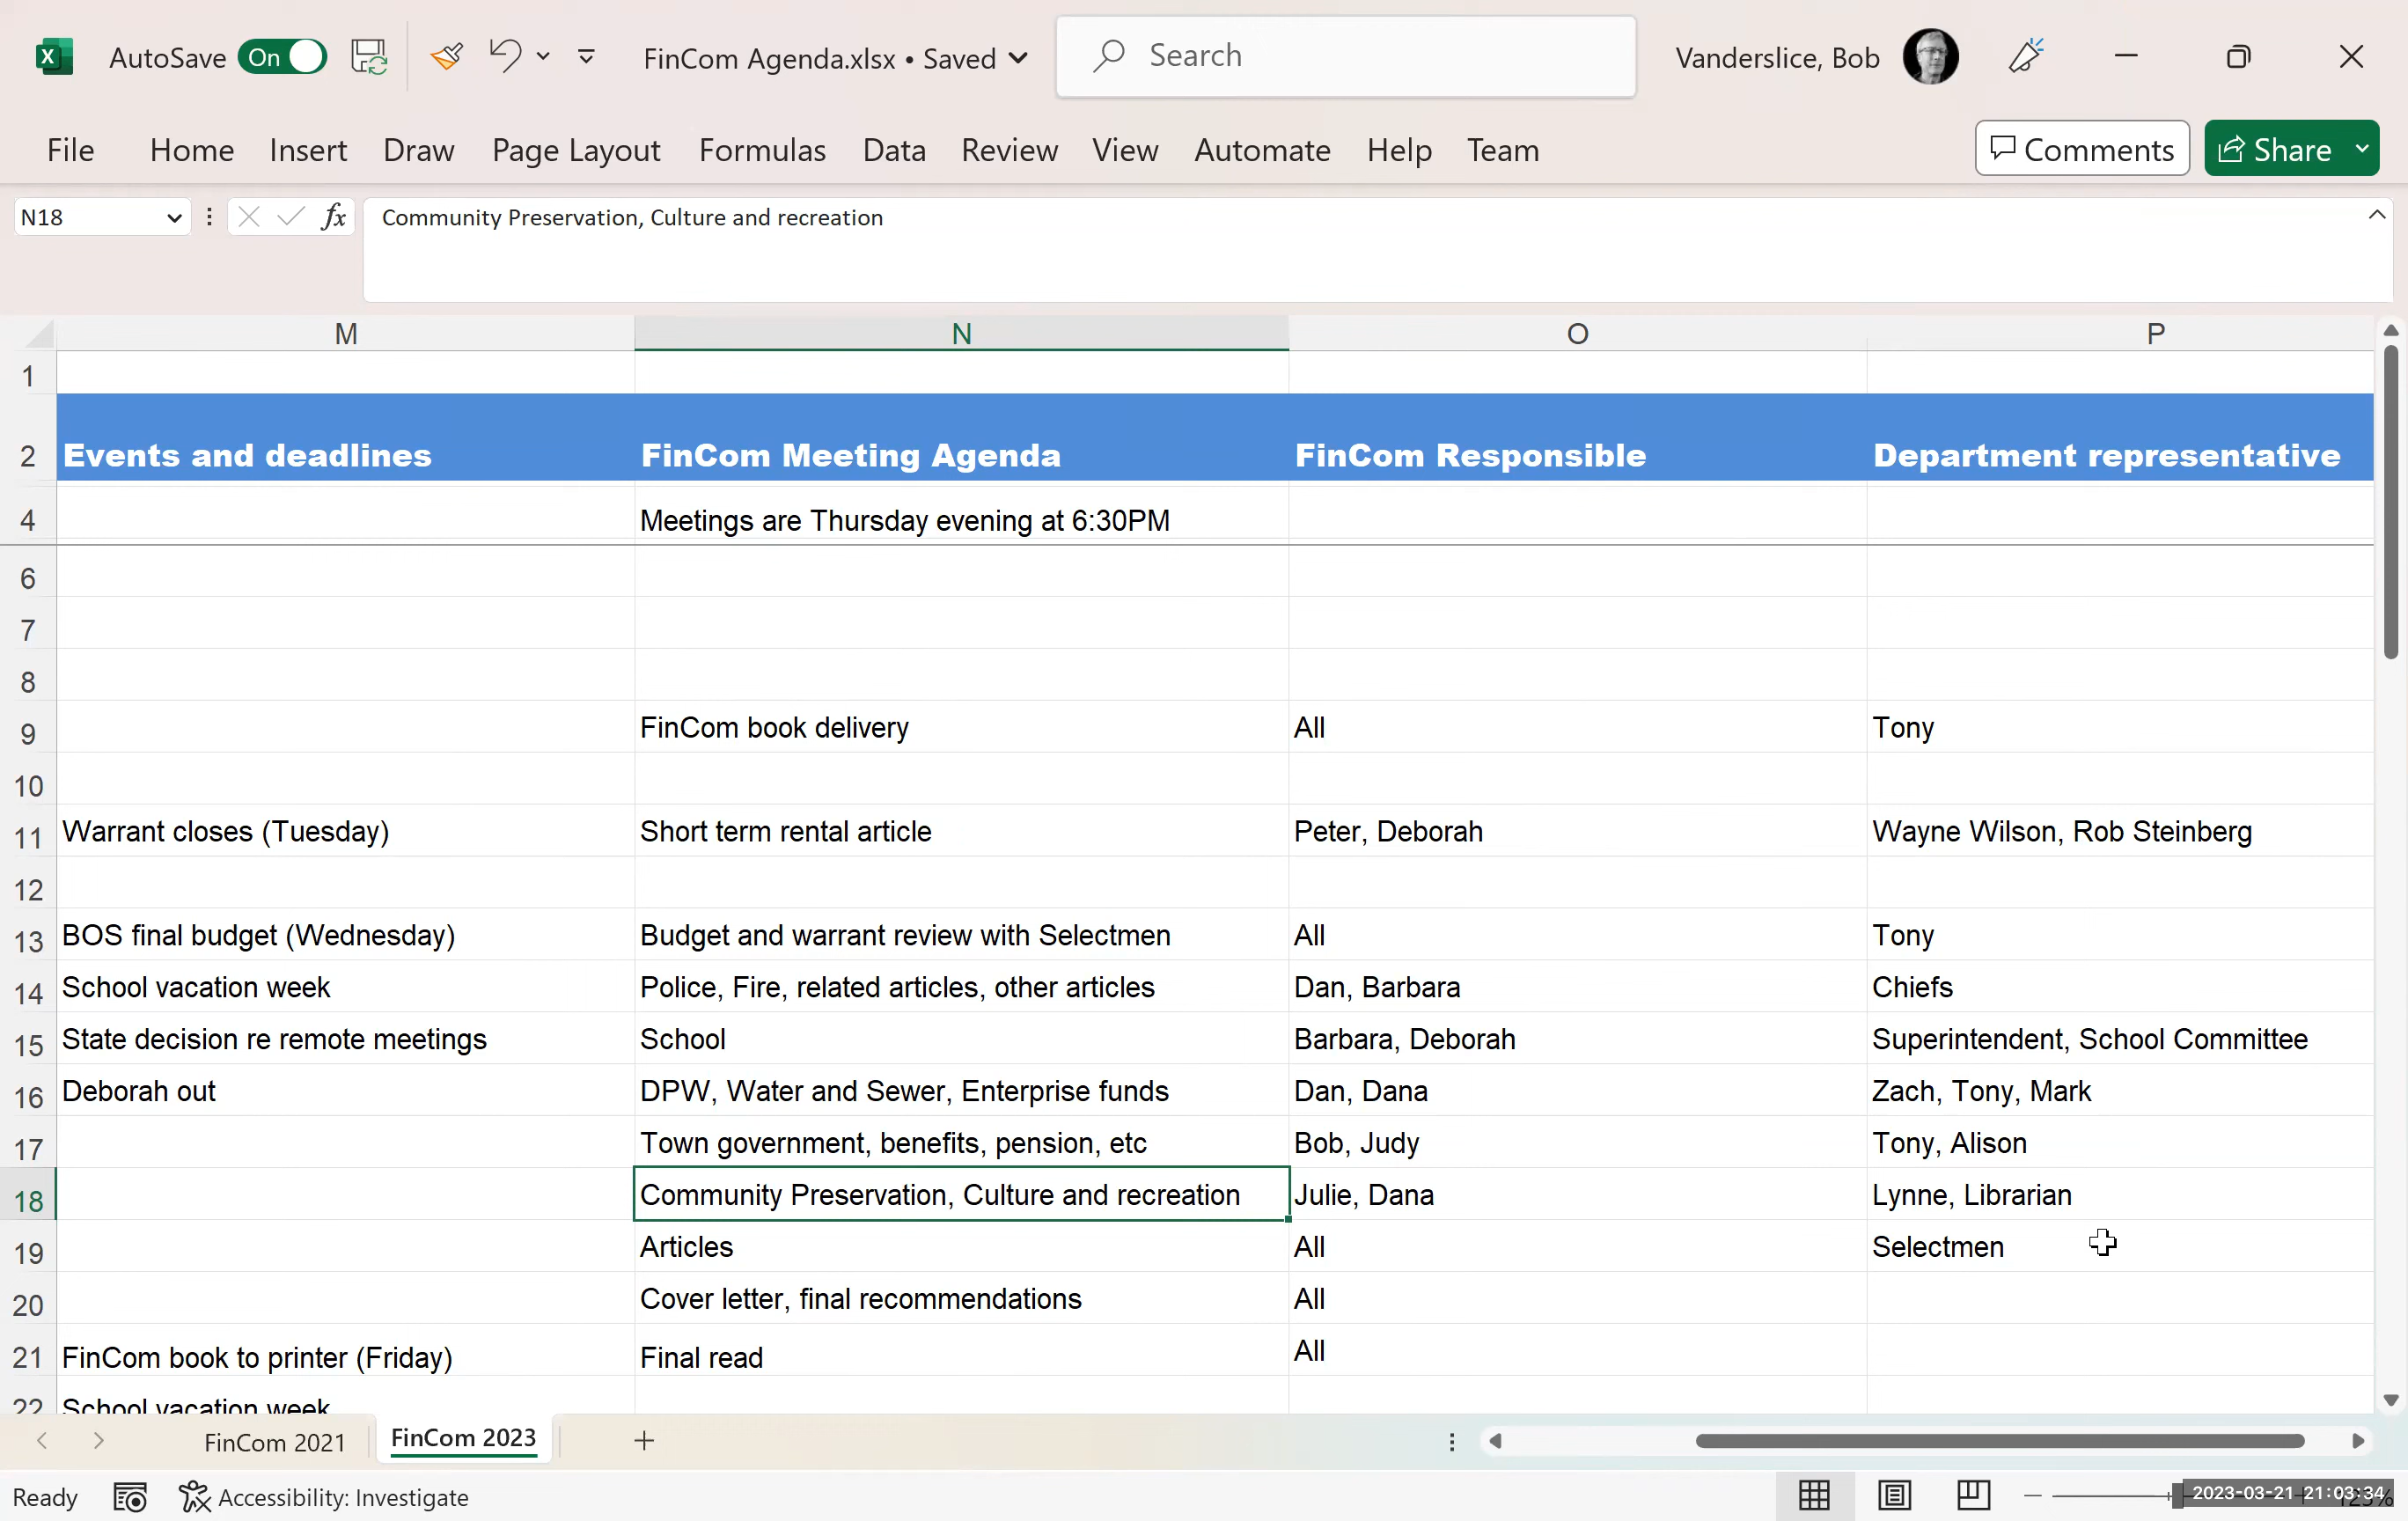 AutoSave On FinCom Agenda.xlsx • Saved Search Vanderslice, Bob
File Home Insert Draw Page Layout Formulas Data Review View Automate Help Team Comments Share
N18 fx Community Preservation, Culture and recreation
M N O P
1
2 Events and deadlines FinCom Meeting Agenda FinCom Responsible Department representative
4 Meetings are Thursday evening at 6:30PM
6
7
8
9 FinCom book delivery All Tony
10
11 Warrant closes (Tuesday) Short term rental article Peter, Deborah Wayne Wilson, Rob Steinberg
12
13 BOS final budget (Wednesday) Budget and warrant review with Selectmen All Tony
14 School vacation week Police, Fire, related articles, other articles Dan, Barbara Chiefs
15 State decision re remote meetings School Barbara, Deborah Superintendent, School Committee
16 Deborah out DPW, Water and Sewer, Enterprise funds Dan, Dana Zach, Tony, Mark
17 Town government, benefits, pension, etc Bob, Judy Tony, Alison
18 Community Preservation, Culture and recreation Julie, Dana Lynne, Librarian
19 Articles All Selectmen
20 Cover letter, final recommendations All
21 FinCom book to printer (Friday) Final read All
22 School vacation week
FinCom 2021 FinCom 2023
Ready Accessibility: Investigate 2023-03-21 21:03:34